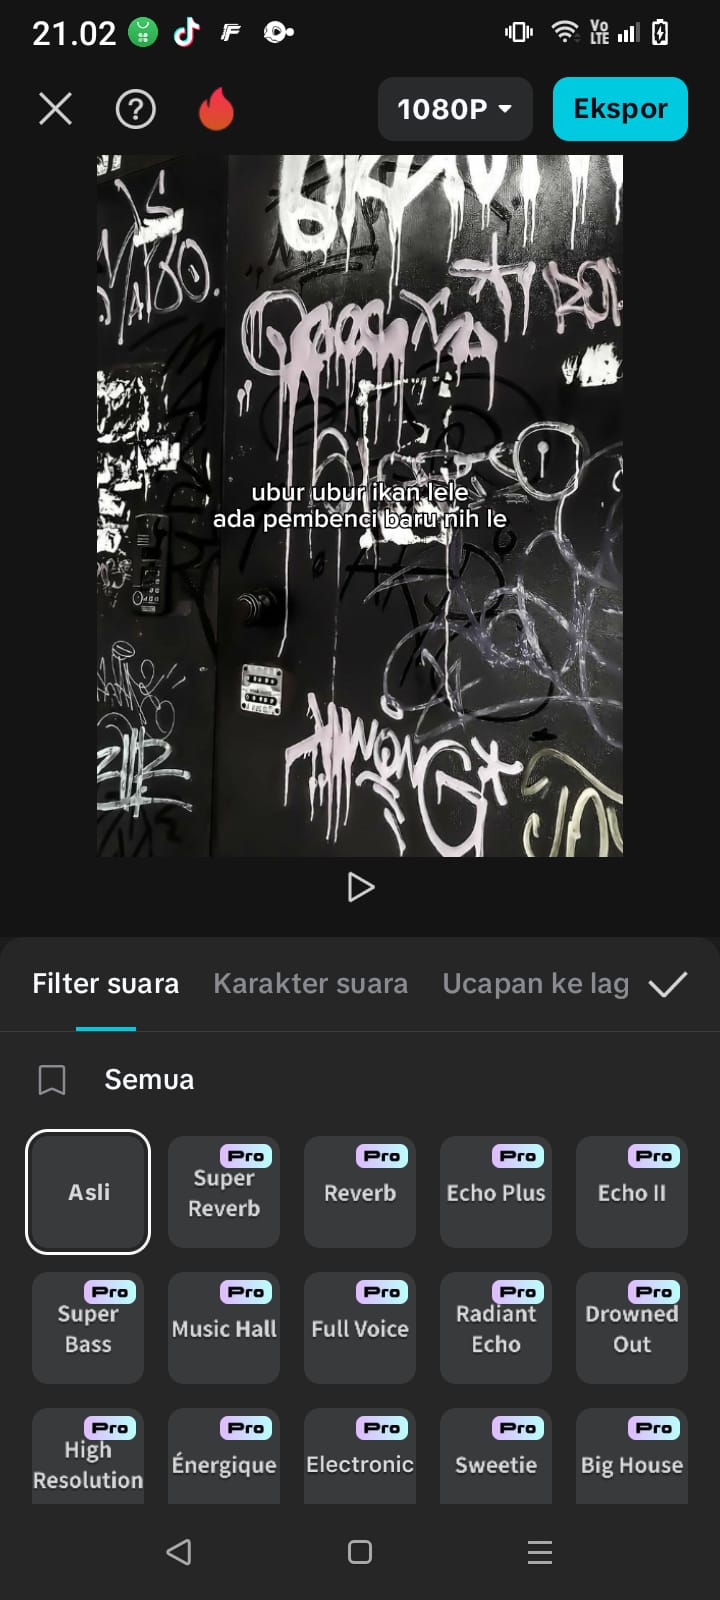 21.02
Vo
LTE
1080P
Ekspor
ubur ubur ikan lele
ada pembenci baru nih le
Filter suara
Karakter suara
Ucapan ke lag
Semua
Asli
Pro
Super
Reverb
Pro
Reverb
Pro
Echo Plus
Pro
Echo II
Pro
Super
Bass
Pro
Music Hall
Pro
Full Voice
Pro
Radiant
Echo
Pro
Drowned
Out
Pro
High
Resolution
Pro
Énergique
Pro
Electronic
Pro
Sweetie
Pro
Big House